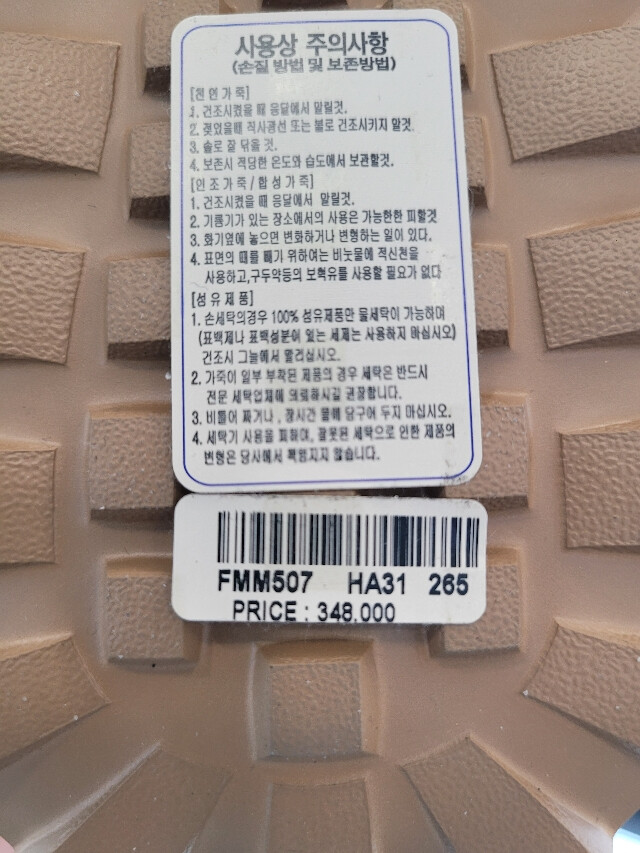 사용상 주의사항
(손질 방법 및 보존방법)
[천연가죽]
1. 건조시켰을 때 응달에서 말릴것.
2. 젖었을때 직사광선 또는 불로 건조시키지 말것.
3. 솔로 잘 닦을 것.
4. 보존시 적당한 온도와 습도에서 보관할것.
[인조가죽/합성가죽]
1. 건조시켰을 때 응달에서 말릴것.
2. 기름기가 있는 장소에서의 사용은 가능한한 피할것
3. 화기옆에 놓으면 변화하거나 변형하는 일이 있다.
4. 표면의 때를 빼기 위하여는 비눗물에 적신천을
사용하고,구두약등의 보혁유를 사용할 필요가 없다
[섬유제품]
1. 손세탁의경우 100% 섬유제품만 물세탁이 가능하며
(표백제나 표백성분이 있는 세제는 사용하지 마십시오)
건조시 그늘에서 말리십시오.
2. 가죽이 일부 부착된 제품의 경우 세탁은 반드시
전문 세탁업체에 의뢰하시길 권장합니다.
3. 비틀어 짜거나, 장시간 물에 담구어 두지 마십시오.
4. 세탁기 사용을 피하며, 잘못된 세탁으로 인한 제품의
변형은 당사에서 책임지지 않습니다.
FMM507 HA31 265
PRICE : 348,000